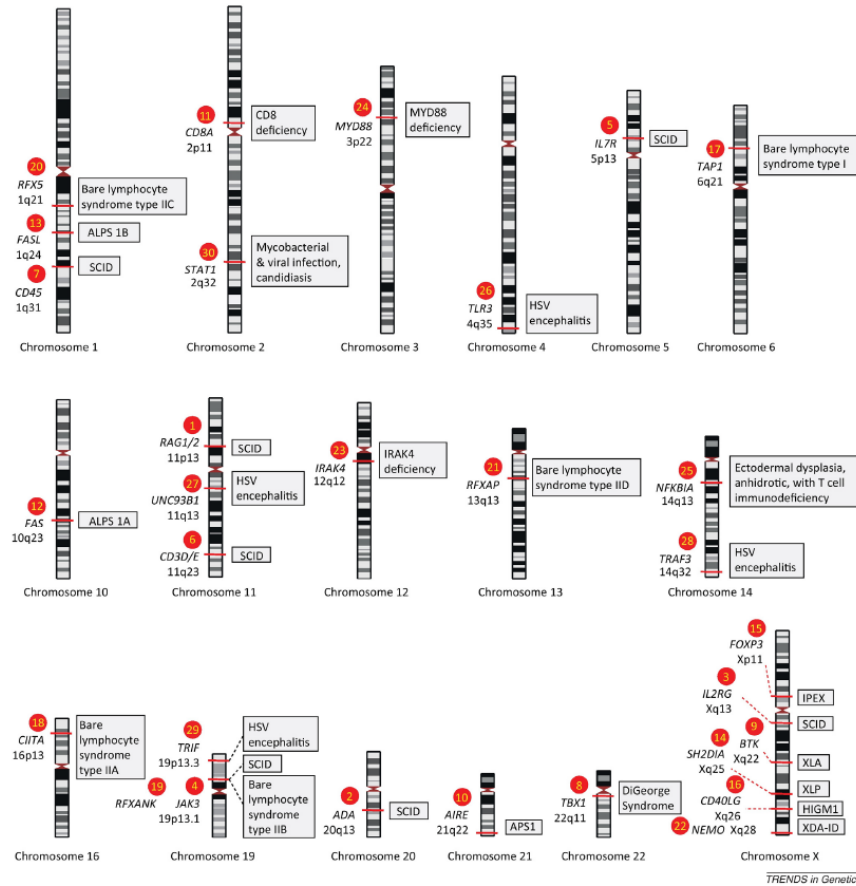 20
RFX5
1q21
Bare lymphocyte
syndrome type IIC
13
FASL
1q24
ALPS 1B
7
CD45
1q31
SCID
Chromosome 1
11
CD8A
2p11
CD8
deficiency
30
STAT1
2q32
Mycobacterial
& viral infection,
candidiasis
Chromosome 2
24
MYD88
3p22
MYD88
deficiency
Chromosome 3
26
TLR3
4q35
HSV
encephalitis
Chromosome 4
5
IL7R
5p13
SCID
Chromosome 5
17
TAP1
6q21
Bare lymphocyte
syndrome type I
Chromosome 6
12
FAS
10q23
ALPS 1A
Chromosome 10
1
RAG1/2
11p13
SCID
27
UNC93B1
11q13
HSV
encephalitis
6
CD3D/E
11q23
SCID
Chromosome 11
23
IRAK4
12q12
IRAK4
deficiency
Chromosome 12
21
RFXAP
13q13
Bare lymphocyte
syndrome type IID
Chromosome 13
25
NFKBIA
14q13
Ectodermal dysplasia,
anhidrotic, with T cell
immunodeficiency
28
TRAF3
14q32
HSV
encephalitis
Chromosome 14
18
CIITA
16p13
Bare
lymphocyte
syndrome
type IIA
Chromosome 16
29
TRIF
19p13.3
HSV
encephalitis
19
RFXANK
4
JAK3
19p13.1
SCID
Bare
lymphocyte
syndrome
type IIB
Chromosome 19
2
ADA
20q13
SCID
Chromosome 20
10
AIRE
21q22
APS1
Chromosome 21
8
TBX1
22q11
DiGeorge
Syndrome
Chromosome 22
15
FOXP3
Xp11
IPEX
3
IL2RG
Xq13
SCID
9
BTK
Xq22
XLA
14
SH2DIA
Xq25
XLP
16
CD40LG
Xq26
HIGM1
22
NEMO Xq28
XDA-ID
Chromosome X
TRENDS in Genetics